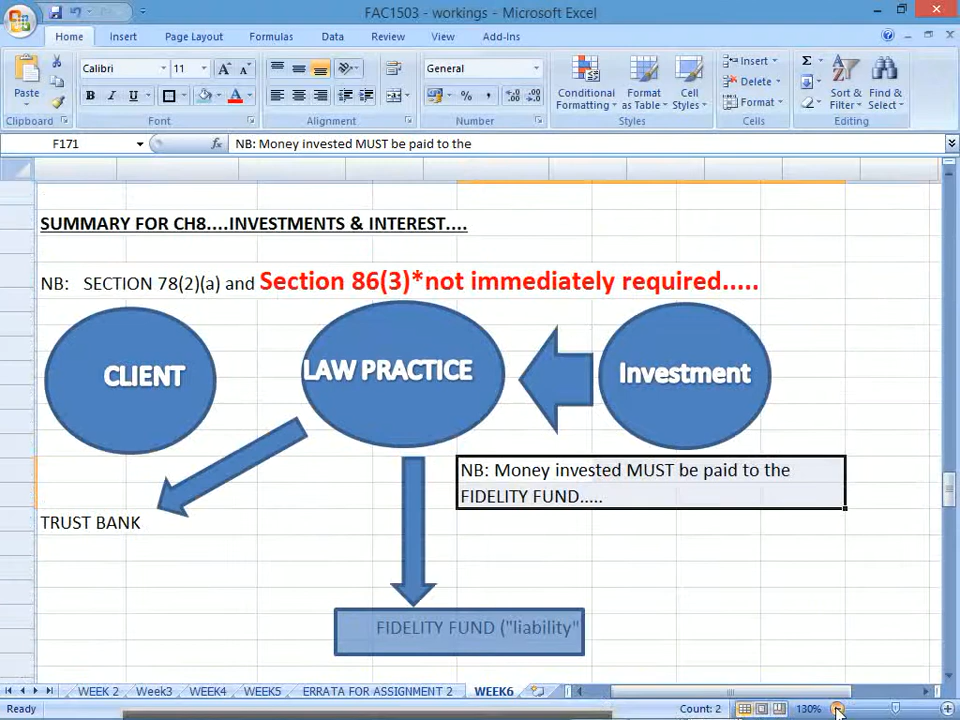 FAC1503 - workings - Microsoft Excel
Home Insert Page Layout Formulas Data Review View Add-Ins
Paste
Clipboard
Calibri 11 A A
B I U A
Font
Alignment
General
% ,
Number
Conditional Formatting
Format as Table
Cell Styles
Styles
Insert
Delete
Format
Cells
Σ
Sort & Filter
Find & Select
Editing
F171 fx NB: Money invested MUST be paid to the
SUMMARY FOR CH8....INVESTMENTS & INTEREST....
NB: SECTION 78(2)(a) and Section 86(3)*not immediately required.....
CLIENT
LAW PRACTICE
Investment
NB: Money invested MUST be paid to the
FIDELITY FUND.....
TRUST BANK
FIDELITY FUND ("liability"
WEEK 2 Week3 WEEK4 WEEK5 ERRATA FOR ASSIGNMENT 2 WEEK6
Ready Count: 2 130%